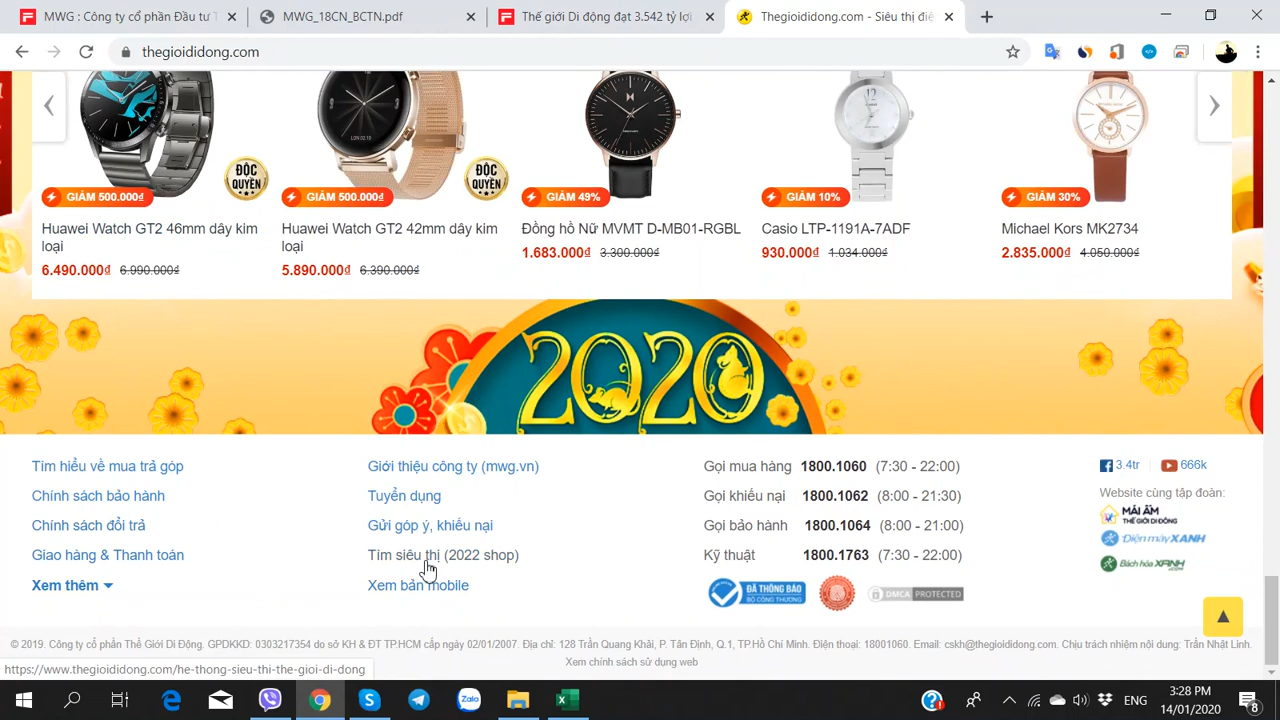 MWG : Công ty cổ phần Đầu tư T
MWG_18CN_BCTN.pdf
Thế giới Di động đạt 3.542 tỷ lợi
Thegioididong.com - Siêu thị điệ
thegioididong.com
ĐỘC QUYỀN
ĐỘC QUYỀN
GIẢM 500.000₫
GIẢM 500.000₫
GIẢM 49%
GIẢM 10%
GIẢM 30%
Huawei Watch GT2 46mm dây kim loại
6.490.000₫ 6.990.000₫
Huawei Watch GT2 42mm dây kim loại
5.890.000₫ 6.390.000₫
Đồng hồ Nữ MVMT D-MB01-RGBL
1.683.000₫ 3.300.000₫
Casio LTP-1191A-7ADF
930.000₫ 1.034.000₫
Michael Kors MK2734
2.835.000₫ 4.050.000₫
2020
Tìm hiểu về mua trả góp
Chính sách bảo hành
Chính sách đổi trả
Giao hàng & Thanh toán
Xem thêm
Giới thiệu công ty (mwg.vn)
Tuyển dụng
Gửi góp ý, khiếu nại
Tìm siêu thị (2022 shop)
Xem bản mobile
Gọi mua hàng 1800.1060 (7:30 - 22:00)
Gọi khiếu nại 1800.1062 (8:00 - 21:30)
Gọi bảo hành 1800.1064 (8:00 - 21:00)
Kỹ thuật 1800.1763 (7:30 - 22:00)
ĐÃ THÔNG BÁO
BỘ CÔNG THƯƠNG
DMCA PROTECTED
3.4tr 666k
Website cùng tập đoàn:
MÁI ẤM
THẾ GIỚI DI ĐỘNG
Điện máy XANH
Bách hóa XANH.com
© 2019. Công ty cổ phần Thế Giới Di Động. GPDKKD: 0303217354 do sở KH & ĐT TP.HCM cấp ngày 02/01/2007. Địa chỉ: 128 Trần Quang Khải, P. Tân Định, Q.1, TP.Hồ Chí Minh. Điện thoại: 18001060. Email: cskh@thegioididong.com. Chịu trách nhiệm nội dung: Trần Nhật Linh.
Xem chính sách sử dụng web
https://www.thegioididong.com/he-thong-sieu-thi-the-gioi-di-dong
Zalo
ENG
3:28 PM
14/01/2020
8